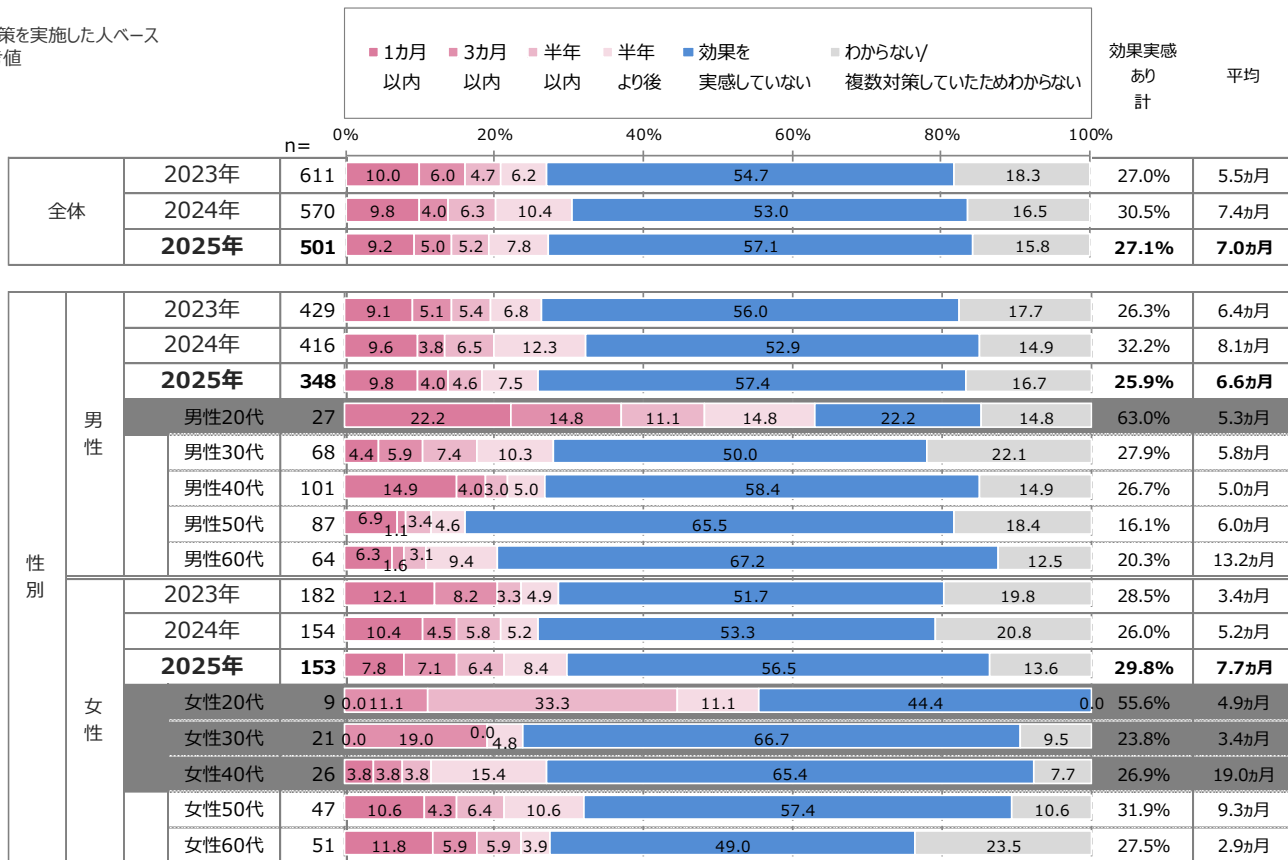 策を実施した人ベース
値
1カ月以内 3カ月以内 半年以内 半年より後 効果を実感していない わからない/複数対策していたためわからない
効果実感あり計 平均
n= 0% 20% 40% 60% 80% 100%
全体
2023年 611 10.0 6.0 4.7 6.2 54.7 18.3 27.0% 5.5ヵ月
2024年 570 9.8 4.0 6.3 10.4 53.0 16.5 30.5% 7.4ヵ月
2025年 501 9.2 5.0 5.2 7.8 57.1 15.8 27.1% 7.0ヵ月
性別
男性
2023年 429 9.1 5.1 5.4 6.8 56.0 17.7 26.3% 6.4ヵ月
2024年 416 9.6 3.8 6.5 12.3 52.9 14.9 32.2% 8.1ヵ月
2025年 348 9.8 4.0 4.6 7.5 57.4 16.7 25.9% 6.6ヵ月
男性20代 27 22.2 14.8 11.1 14.8 22.2 14.8 63.0% 5.3ヵ月
男性30代 68 4.4 5.9 7.4 10.3 50.0 22.1 27.9% 5.8ヵ月
男性40代 101 14.9 4.0 3.0 5.0 58.4 14.9 26.7% 5.0ヵ月
男性50代 87 6.9 1.1 3.4 4.6 65.5 18.4 16.1% 6.0ヵ月
男性60代 64 6.3 1.6 3.1 9.4 67.2 12.5 20.3% 13.2ヵ月
女性
2023年 182 12.1 8.2 3.3 4.9 51.7 19.8 28.5% 3.4ヵ月
2024年 154 10.4 4.5 5.8 5.2 53.3 20.8 26.0% 5.2ヵ月
2025年 153 7.8 7.1 6.4 8.4 56.5 13.6 29.8% 7.7ヵ月
女性20代 9 0.0 11.1 33.3 11.1 44.4 0.0 55.6% 4.9ヵ月
女性30代 21 0.0 19.0 0.0 4.8 66.7 9.5 23.8% 3.4ヵ月
女性40代 26 3.8 3.8 3.8 15.4 65.4 7.7 26.9% 19.0ヵ月
女性50代 47 10.6 4.3 6.4 10.6 57.4 10.6 31.9% 9.3ヵ月
女性60代 51 11.8 5.9 5.9 3.9 49.0 23.5 27.5% 2.9ヵ月